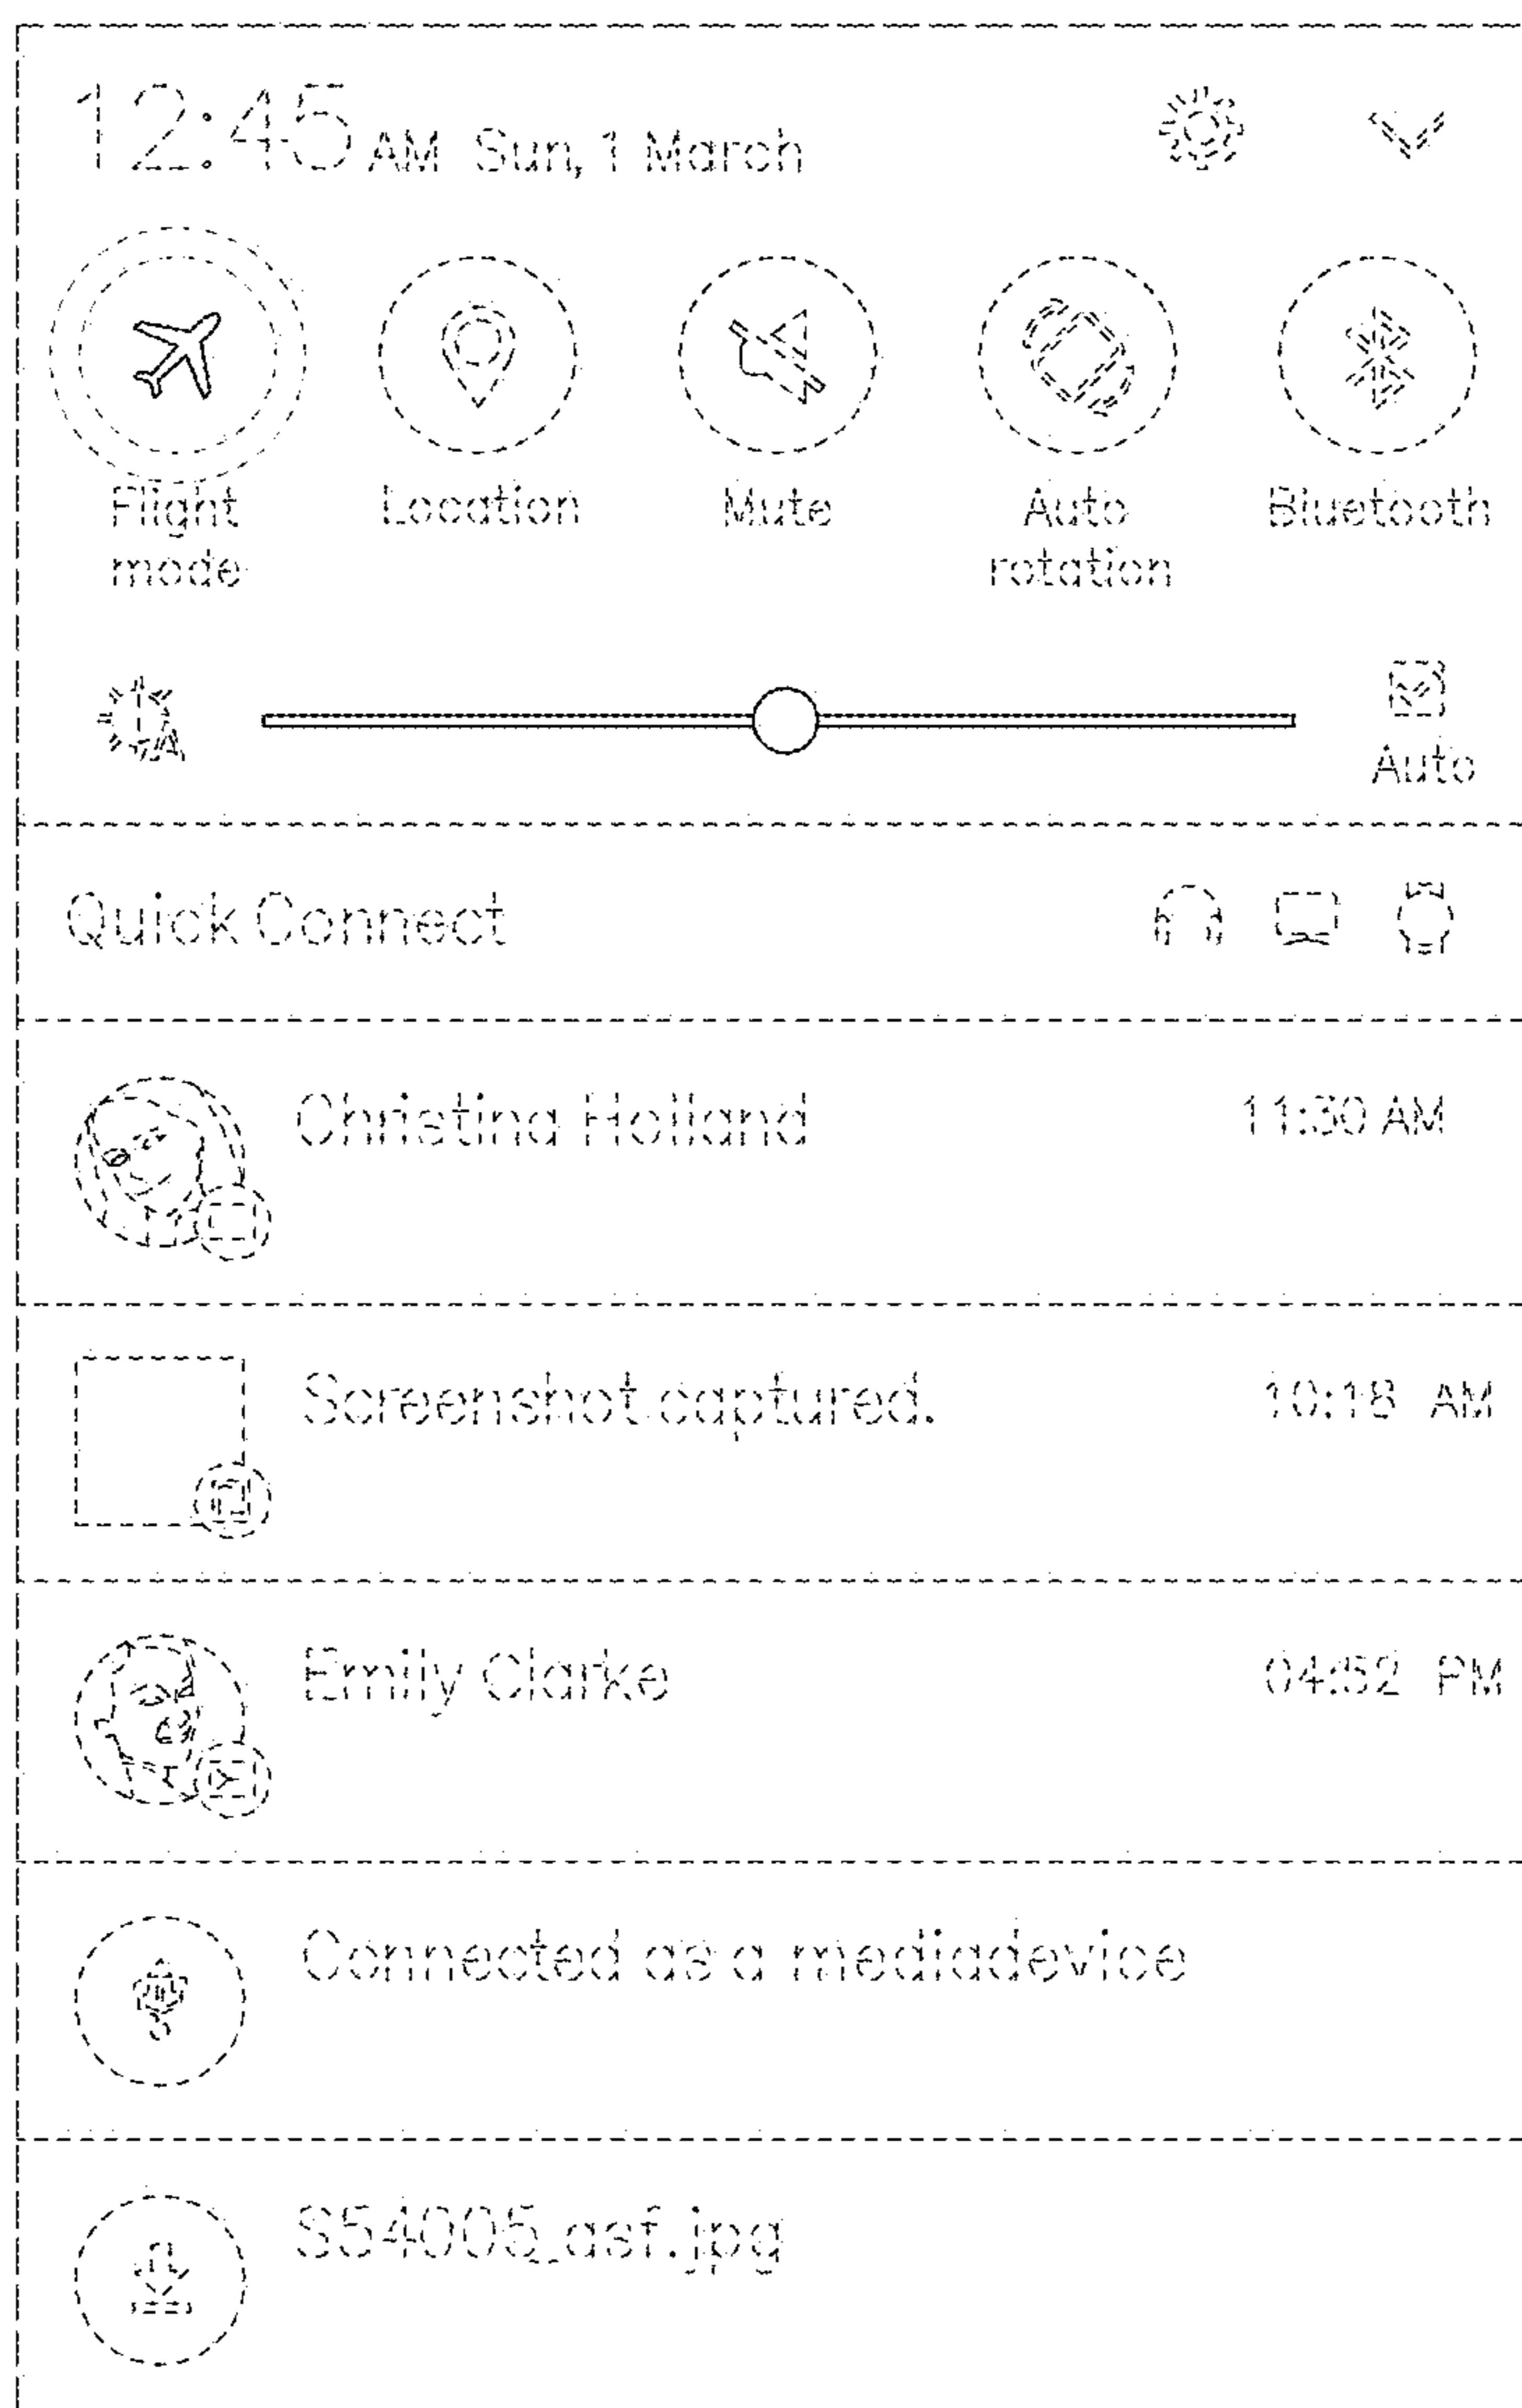 12:45 AM Sun, 1 March
Flight mode
Location
Mute
Auto rotation
Bluetooth
Auto
Quick Connect
Christina Holland 11:30 AM
Screenshot captured. 10:18 AM
Emily Clarke 04:52 PM
Connected as a mediadevice
S54005_asf.jpg